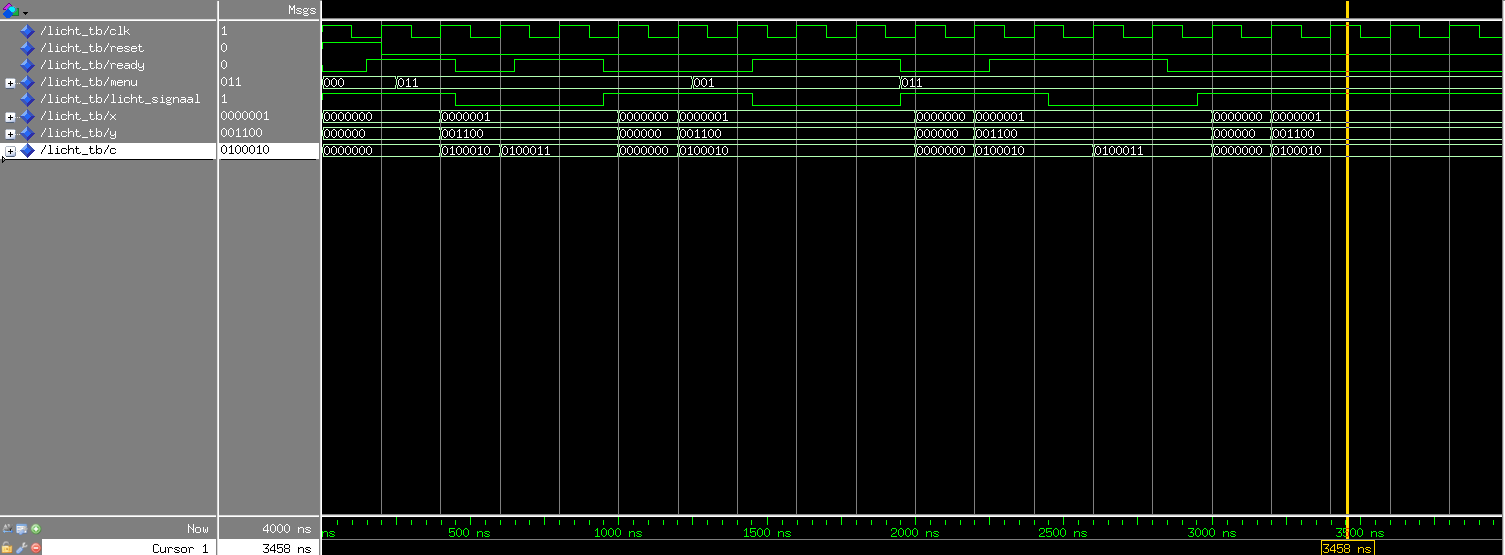 Msgs
/licht_tb/clk 1
/licht_tb/reset 0
/licht_tb/ready 0
/licht_tb/menu 011 000 011 001 011
/licht_tb/licht_signaal 1
/licht_tb/x 0000001 0000000 0000001 0000000 0000001 0000000 0000001 0000000 0000001
/licht_tb/y 001100 000000 001100 000000 001100 000000 001100 000000 001100
/licht_tb/c 0100010 0000000 0100010 0100011 0000000 0100010 0000000 0100010 0100011 0000000 0100010
Now 4000 ns ns 500 ns 1000 ns 1500 ns 2000 ns 2500 ns 3000 ns 3500 ns
Cursor 1 3458 ns 3458 ns